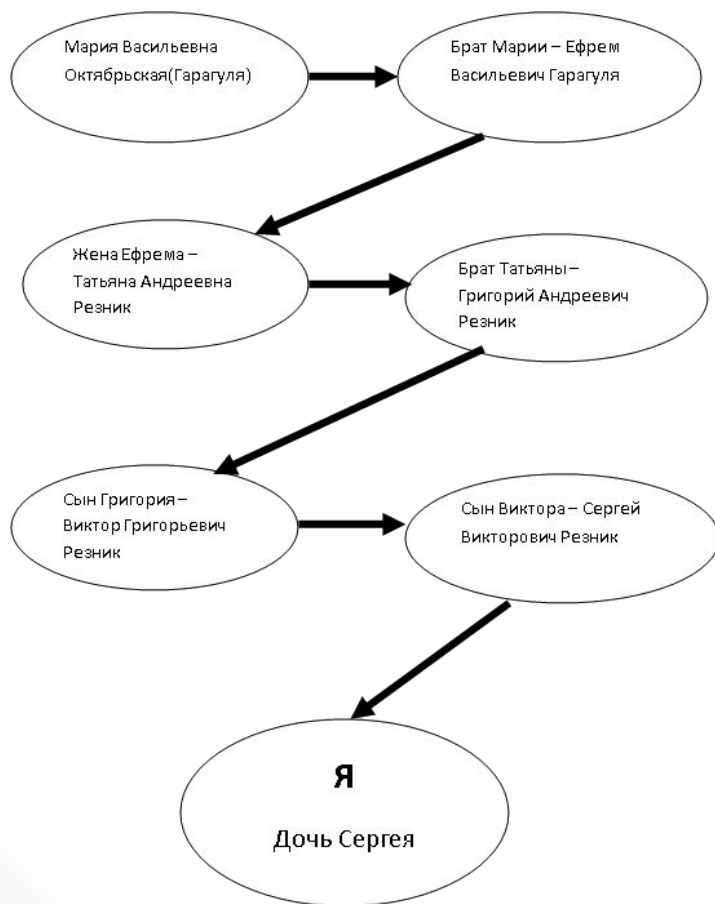 Мария Васильевна
Октябрьская(Гарагуля)
Брат Марии – Ефрем
Васильевич Гарагуля
Жена Ефрема –
Татьяна Андреевна
Резник
Брат Татьяны –
Григорий Андреевич
Резник
Сын Григория –
Виктор Григорьевич
Резник
Сын Виктора – Сергей
Викторович Резник
Я
Дочь Сергея